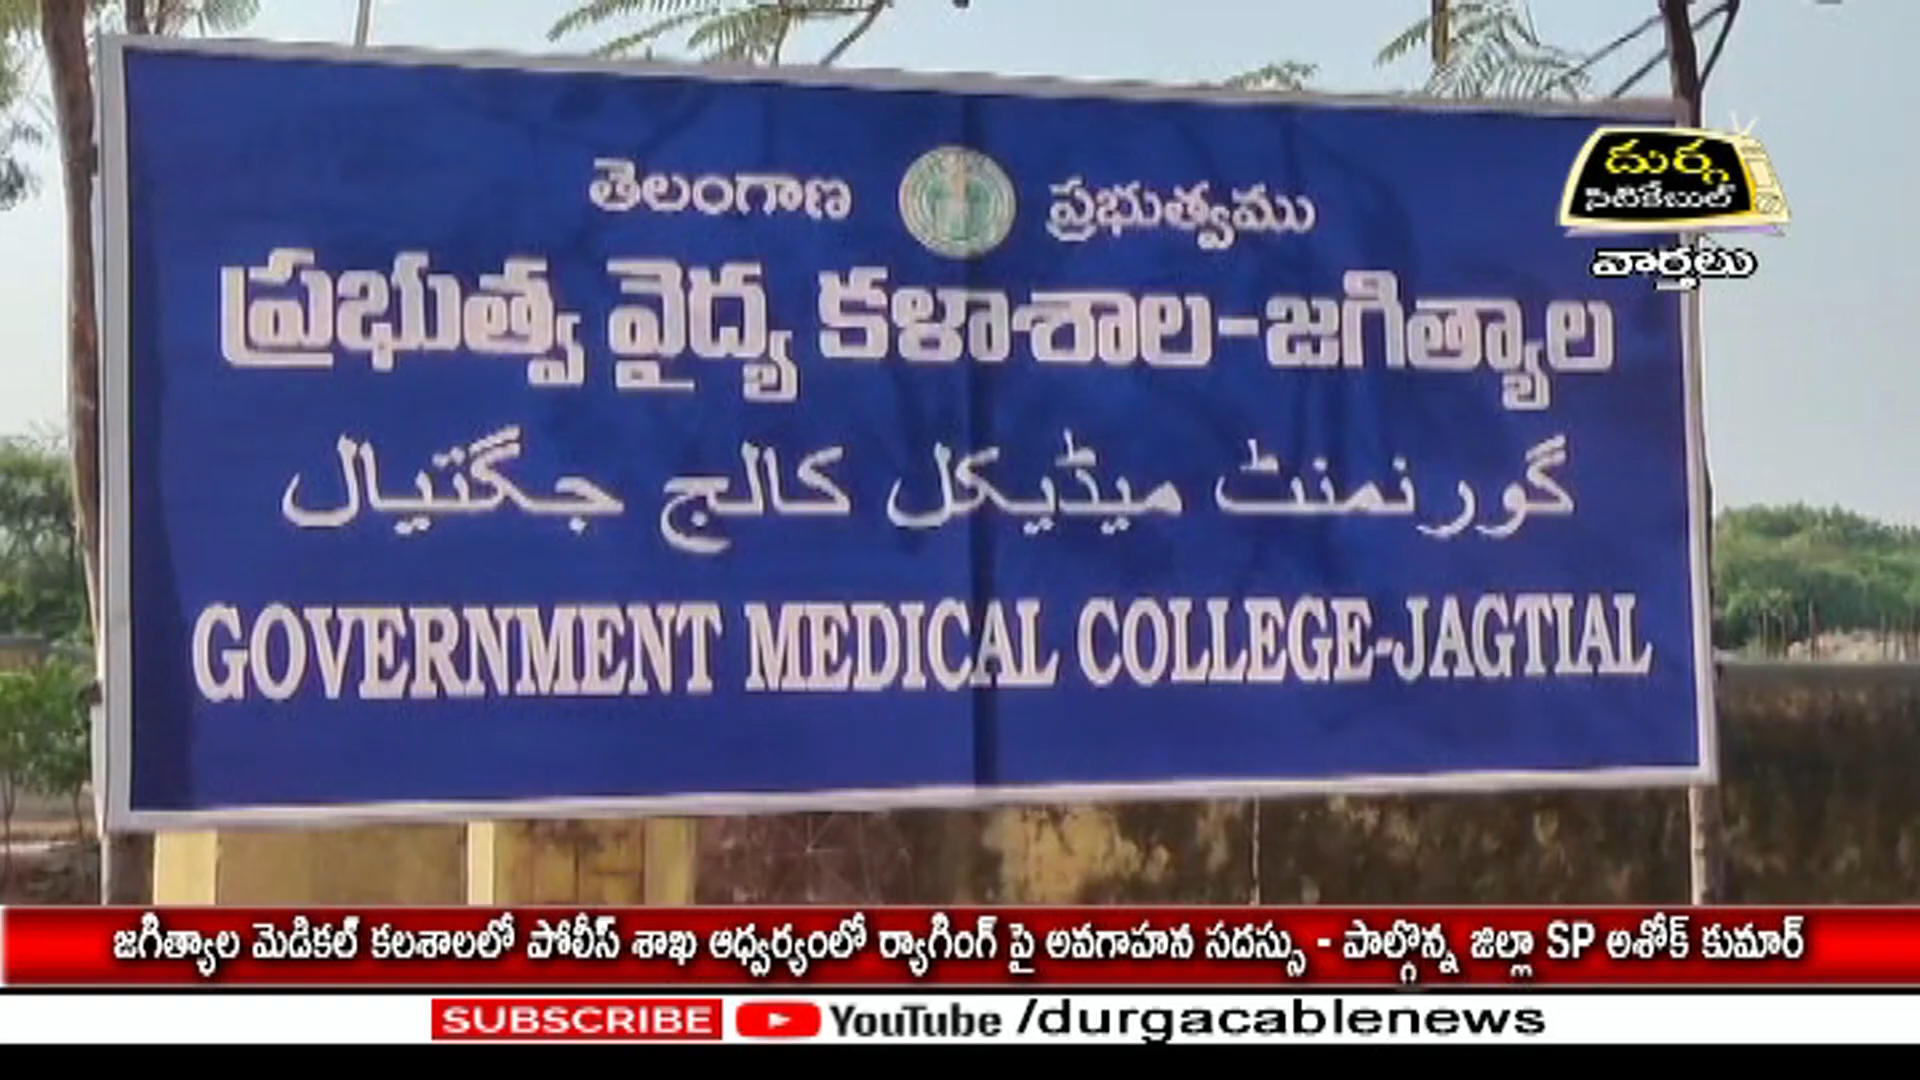 తెలంగాణ ప్రభుత్వము
ప్రభుత్వ వైద్య కళాశాల-జగిత్యాల
گورنمنٹ میڈیکل کالج جگتیال
GOVERNMENT MEDICAL COLLEGE-JAGTIAL
దుర్గ
సిటికేబుల్
వార్తలు
జగిత్యాల మెడికల్ కలశాలలో పోలీస్ శాఖ ఆధ్వర్యంలో ర్యాగింగ్ పై అవగాహన సదస్సు - పాల్గొన్న జిల్లా SP అశోక్ కుమార్
SUBSCRIBE YouTube /durgacablenews